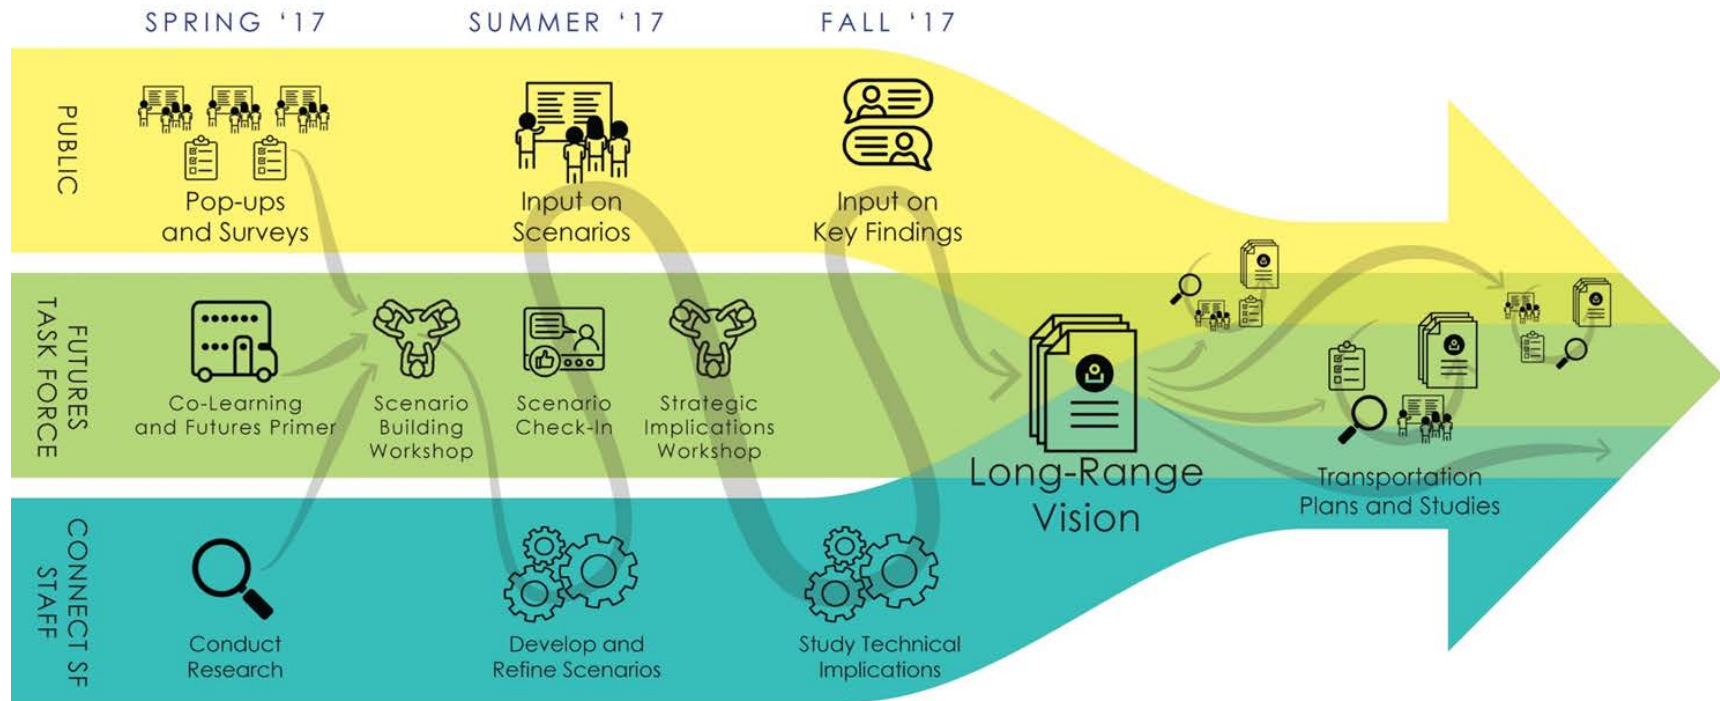 SPRING ‘17
SUMMER ‘17
FALL ‘17
PUBLIC
Pop-ups
and Surveys
Input on
Scenarios
Input on
Key Findings
FUTURES
TASK FORCE
Co-Learning
and Futures Primer
Scenario
Building
Workshop
Scenario
Check-In
Strategic
Implications
Workshop
Long-Range
Vision
Transportation
Plans and Studies
CONNECT SF
STAFF
Conduct
Research
Develop and
Refine Scenarios
Study Technical
Implications